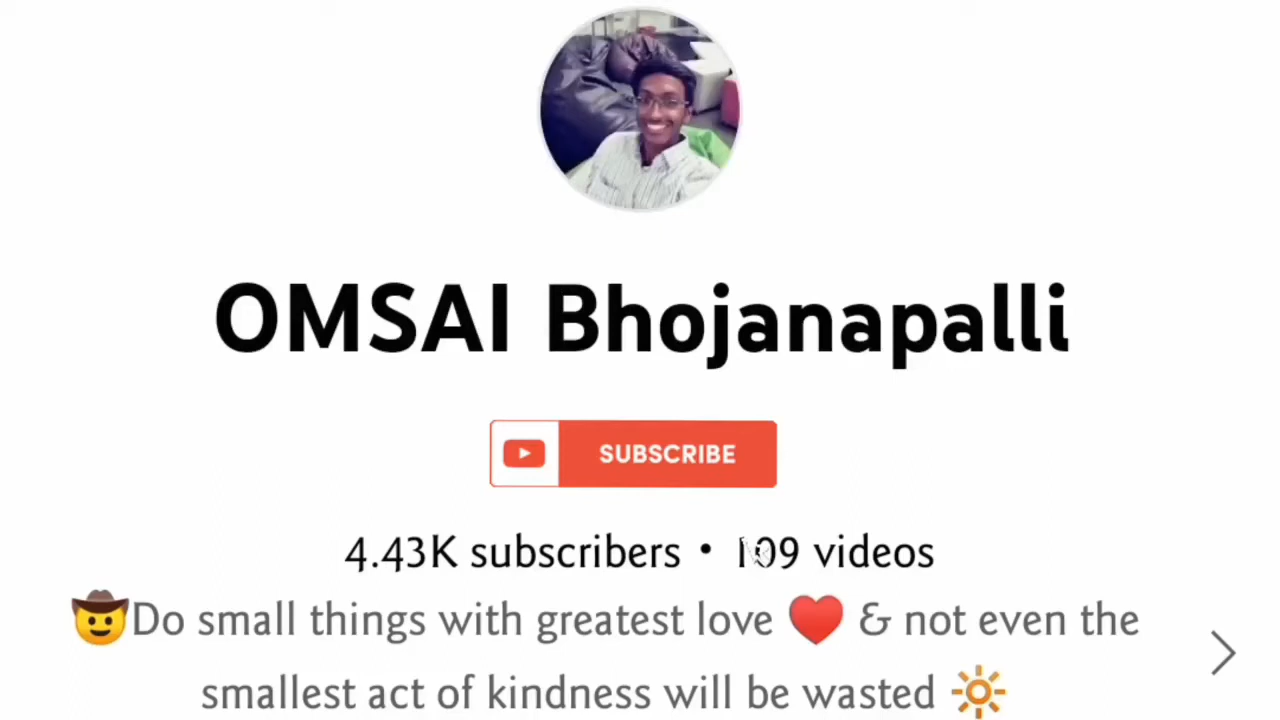 OMSAI Bhojanapalli
SUBSCRIBE
4.43K subscribers • 109 videos
🤠Do small things with greatest love ♥️ & not even the
smallest act of kindness will be wasted 🔆